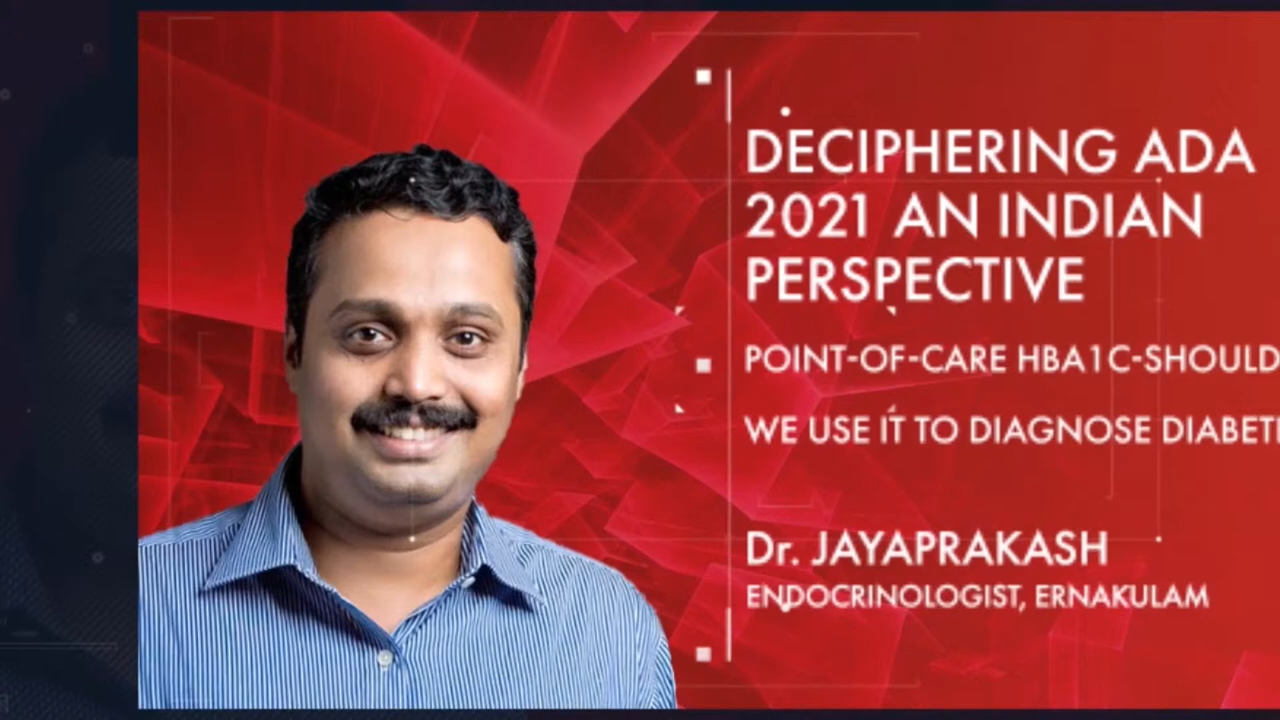 DECIPHERING ADA
2021 AN INDIAN
PERSPECTIVE
POINT-OF-CARE HBA1C-SHOULD
WE USE IT TO DIAGNOSE
Dr. JAYAPRAKASH
ENDOCRINOLOGIST, ERNAKULAM